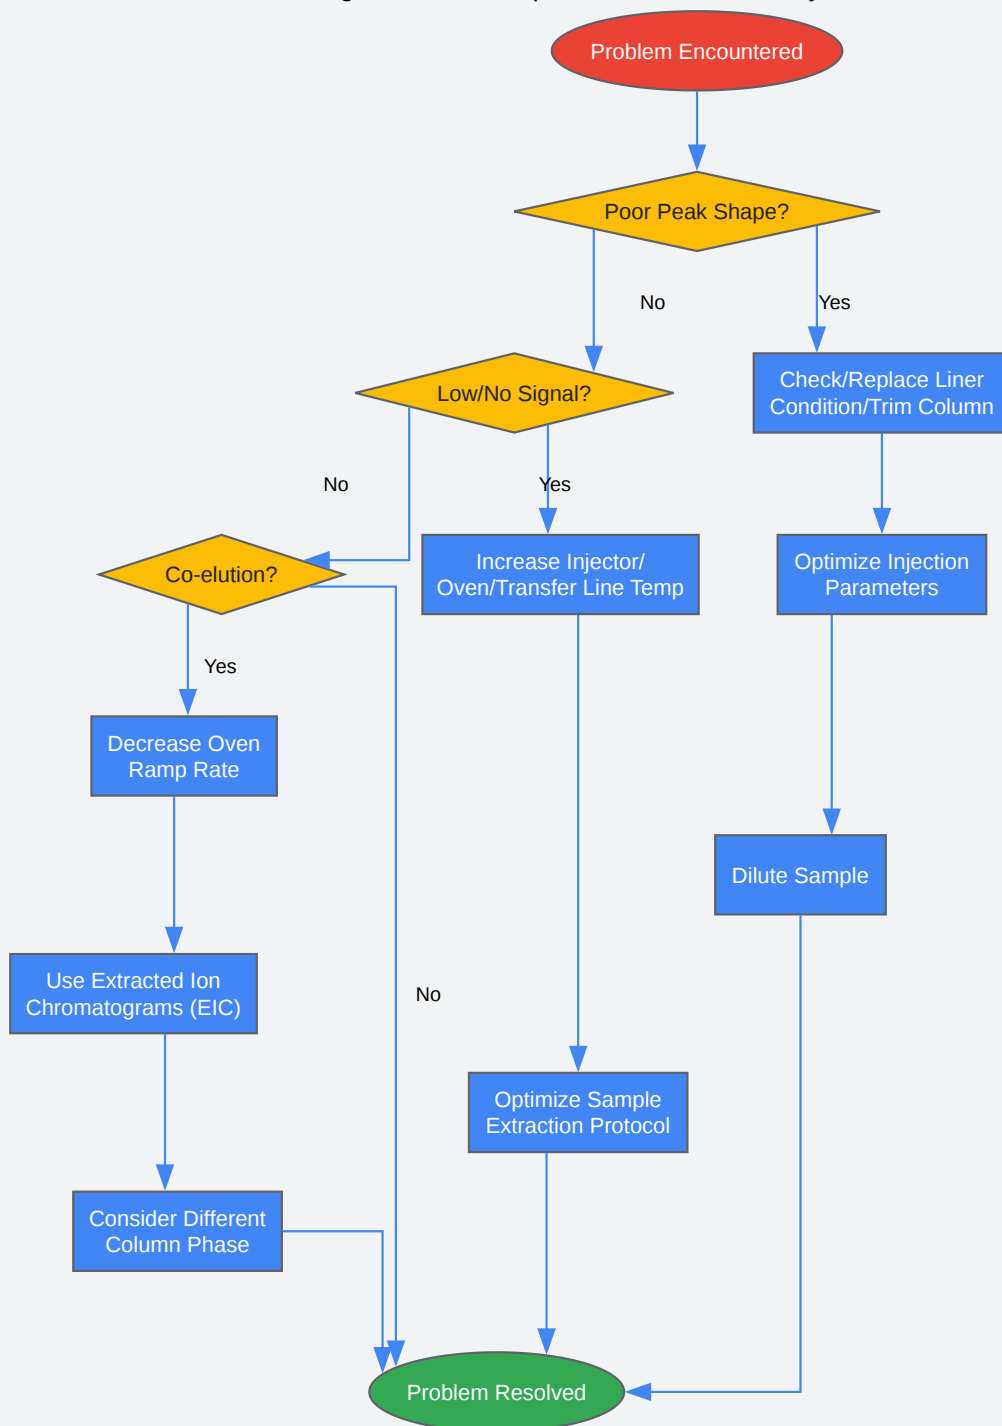 Problem Encountered
Poor Peak Shape?
No
Yes
Low/No Signal?
Check/Replace Liner
Condition/Trim Column
No
Yes
Co-elution?
Increase Injector/
Oven/Transfer Line Temp
Optimize Injection
Parameters
Yes
Decrease Oven
Ramp Rate
Dilute Sample
Use Extracted Ion
Chromatograms (EIC)
No
Optimize Sample
Extraction Protocol
Consider Different
Column Phase
Problem Resolved